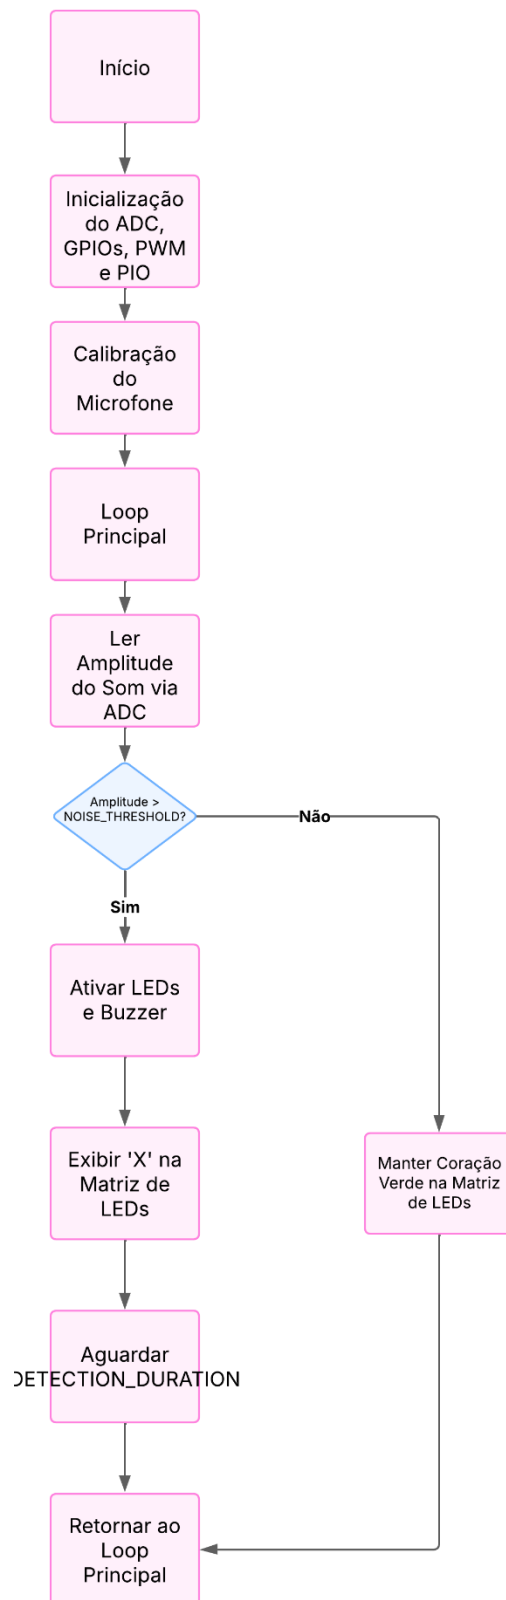 Início
Inicialização
do ADC,
GPIOs, PWM
e PIO
Calibração
do
Microfone
Loop
Principal
Ler
Amplitude
do Som via
ADC
Amplitude >
NOISE_THRESHOLD?
Não
Sim
Ativar LEDs
e Buzzer
Exibir 'X' na
Matriz de
LEDs
Manter Coração
Verde na Matriz
de LEDs
Aguardar
DETECTION_DURATION
Retornar ao
Loop
Principal